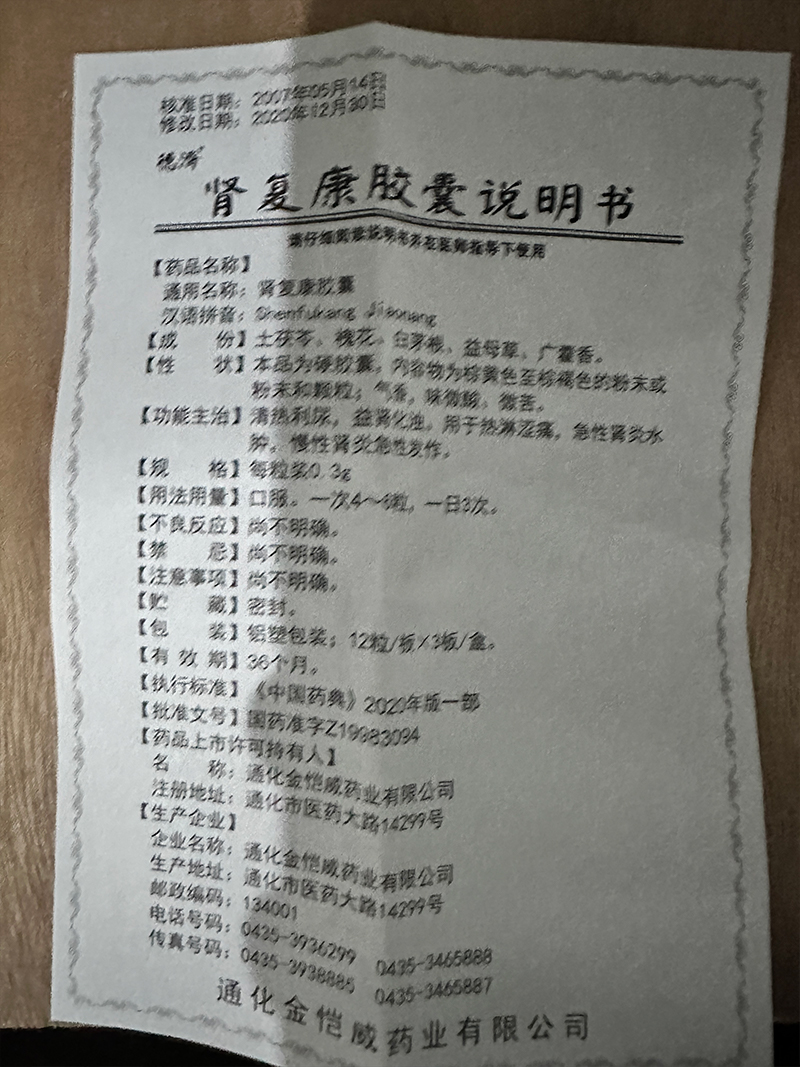 核准日期：2007年05月14日
修改日期：2020年12月30日
德济
肾复康胶囊说明书
请仔细阅读说明书并在医师指导下使用
【药品名称】
通用名称：肾复康胶囊
汉语拼音：Shenfukang Jiaonang
【成　　份】土茯苓、槐花、白茅根、益母草、广藿香。
【性　　状】本品为硬胶囊，内容物为棕黄色至棕褐色的粉末或
粉末和颗粒；气香，味微酸、微苦。
【功能主治】清热利尿，益肾化浊。用于热淋涩痛，急性肾炎水
肿，慢性肾炎急性发作。
【规　　格】每粒装0.3g
【用法用量】口服。一次4～6粒，一日3次。
【不良反应】尚不明确。
【禁　　忌】尚不明确。
【注意事项】尚不明确。
【贮　　藏】密封。
【包　　装】铝塑包装；12粒/板×3板/盒。
【有 效 期】36个月。
【执行标准】《中国药典》2020年版一部
【批准文号】国药准字Z19983094
【药品上市许可持有人】
名　　称：通化金恺威药业有限公司
注册地址：通化市医药大路14299号
【生产企业】
企业名称：通化金恺威药业有限公司
生产地址：通化市医药大路14299号
邮政编码：134001
电话号码：0435-3936299　0435-3465888
传真号码：0435-3938885　0435-3465887
通化金恺威药业有限公司